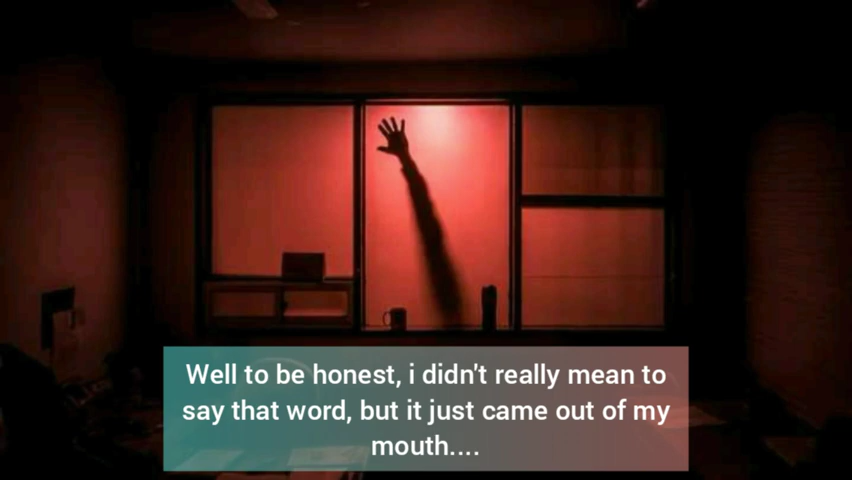 Well to be honest, i didn't really mean to
say that word, but it just came out of my
mouth....